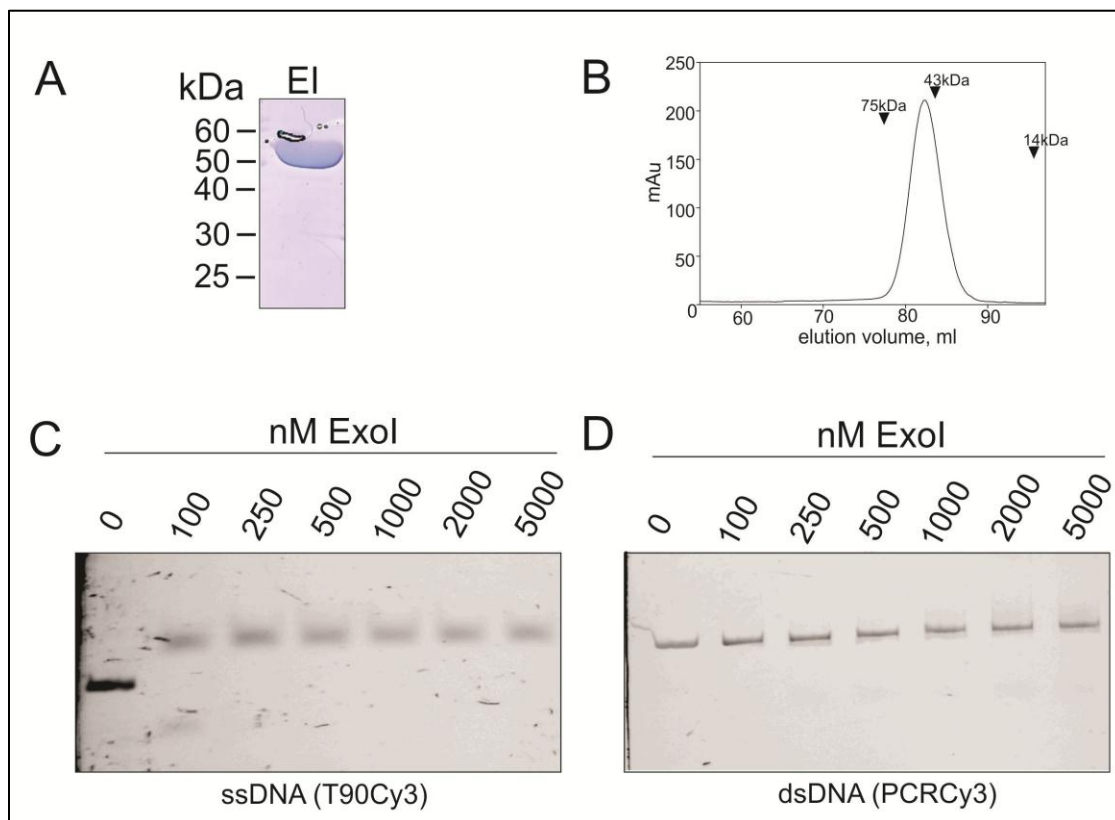 A
kDa
EI
60
50
40
30
25
B
250
200
150
100
50
0
mAu
75kDa
43kDa
14kDa
60 70 80 90
elution volume, ml
C
nM ExoI
0 100 250 500 1000 2000 5000
ssDNA (T90Cy3)
D
nM ExoI
0 100 250 500 1000 2000 5000
dsDNA (PCRCy3)